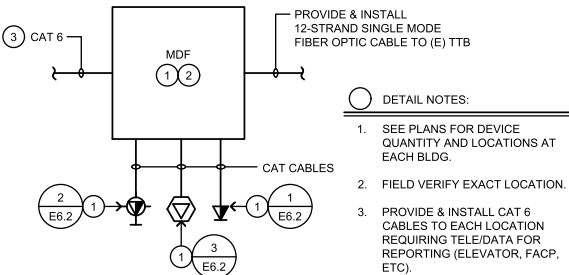 3 CAT 6
MDF
1 2
PROVIDE & INSTALL
12-STRAND SINGLE MODE
FIBER OPTIC CABLE TO (E) TTB
CAT CABLES
2
E6.2
1
1
3
E6.2
1
1
E6.2
DETAIL NOTES:
1. SEE PLANS FOR DEVICE
QUANTITY AND LOCATIONS AT
EACH BLDG.
2. FIELD VERIFY EXACT LOCATION.
3. PROVIDE & INSTALL CAT 6
CABLES TO EACH LOCATION
REQUIRING TELE/DATA FOR
REPORTING (ELEVATOR, FACP,
ETC).